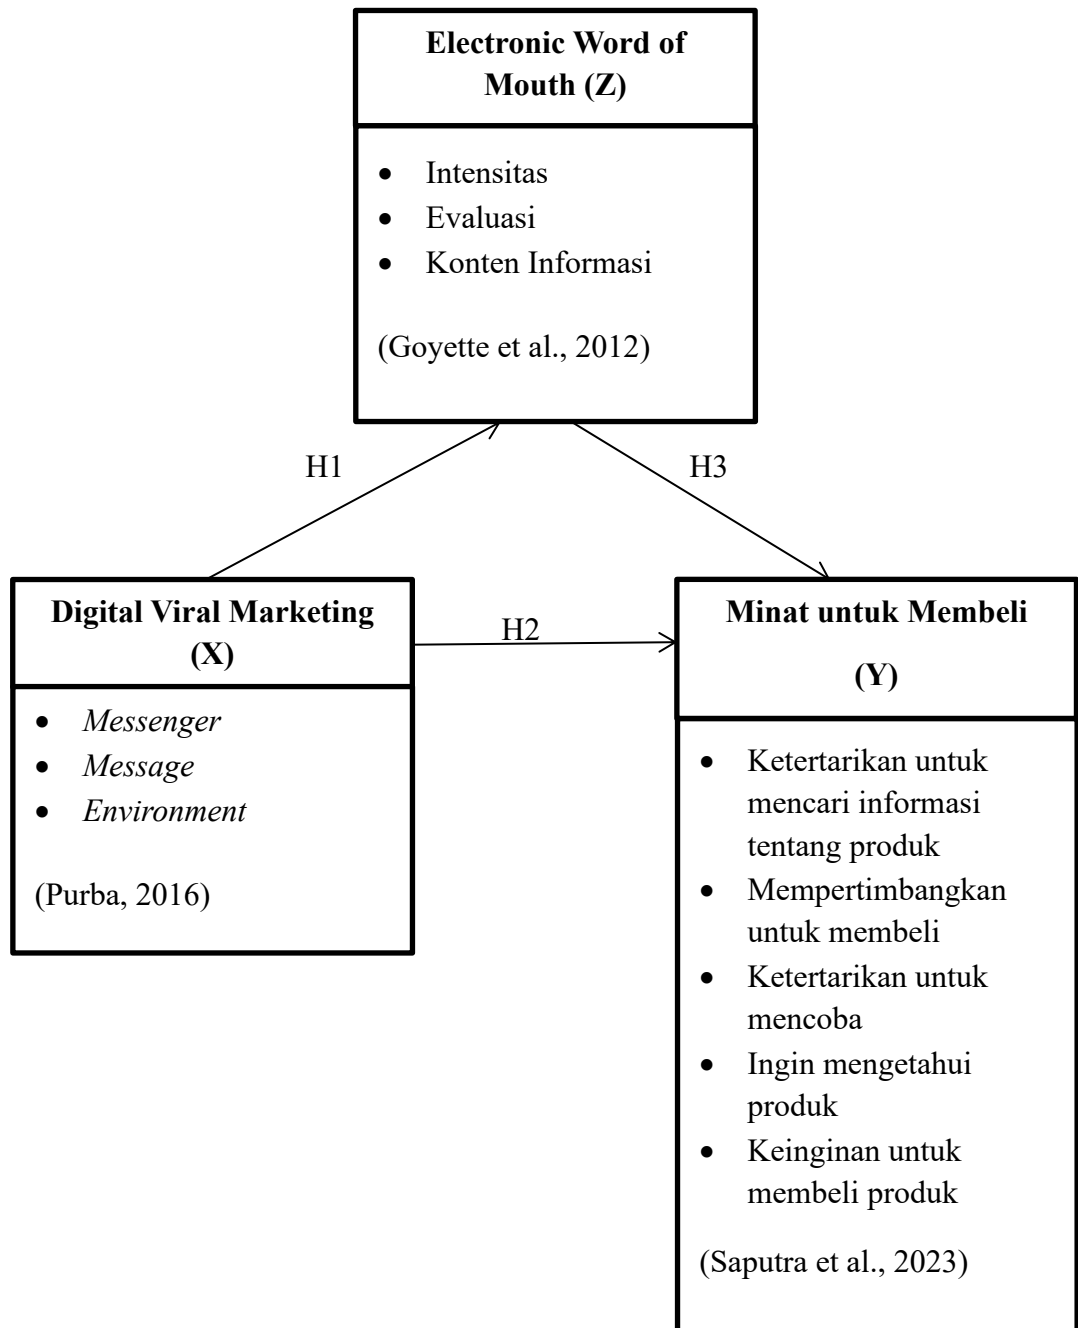 Electronic Word of
Mouth (Z)
• Intensitas
• Evaluasi
• Konten Informasi
(Goyette et al., 2012)
H1
H3
Digital Viral Marketing
(X)
• Messenger
• Message
• Environment
(Purba, 2016)
H2
Minat untuk Membeli
(Y)
• Ketertarikan untuk
mencari informasi
tentang produk
• Mempertimbangkan
untuk membeli
• Ketertarikan untuk
mencoba
• Ingin mengetahui
produk
• Keinginan untuk
membeli produk
(Saputra et al., 2023)